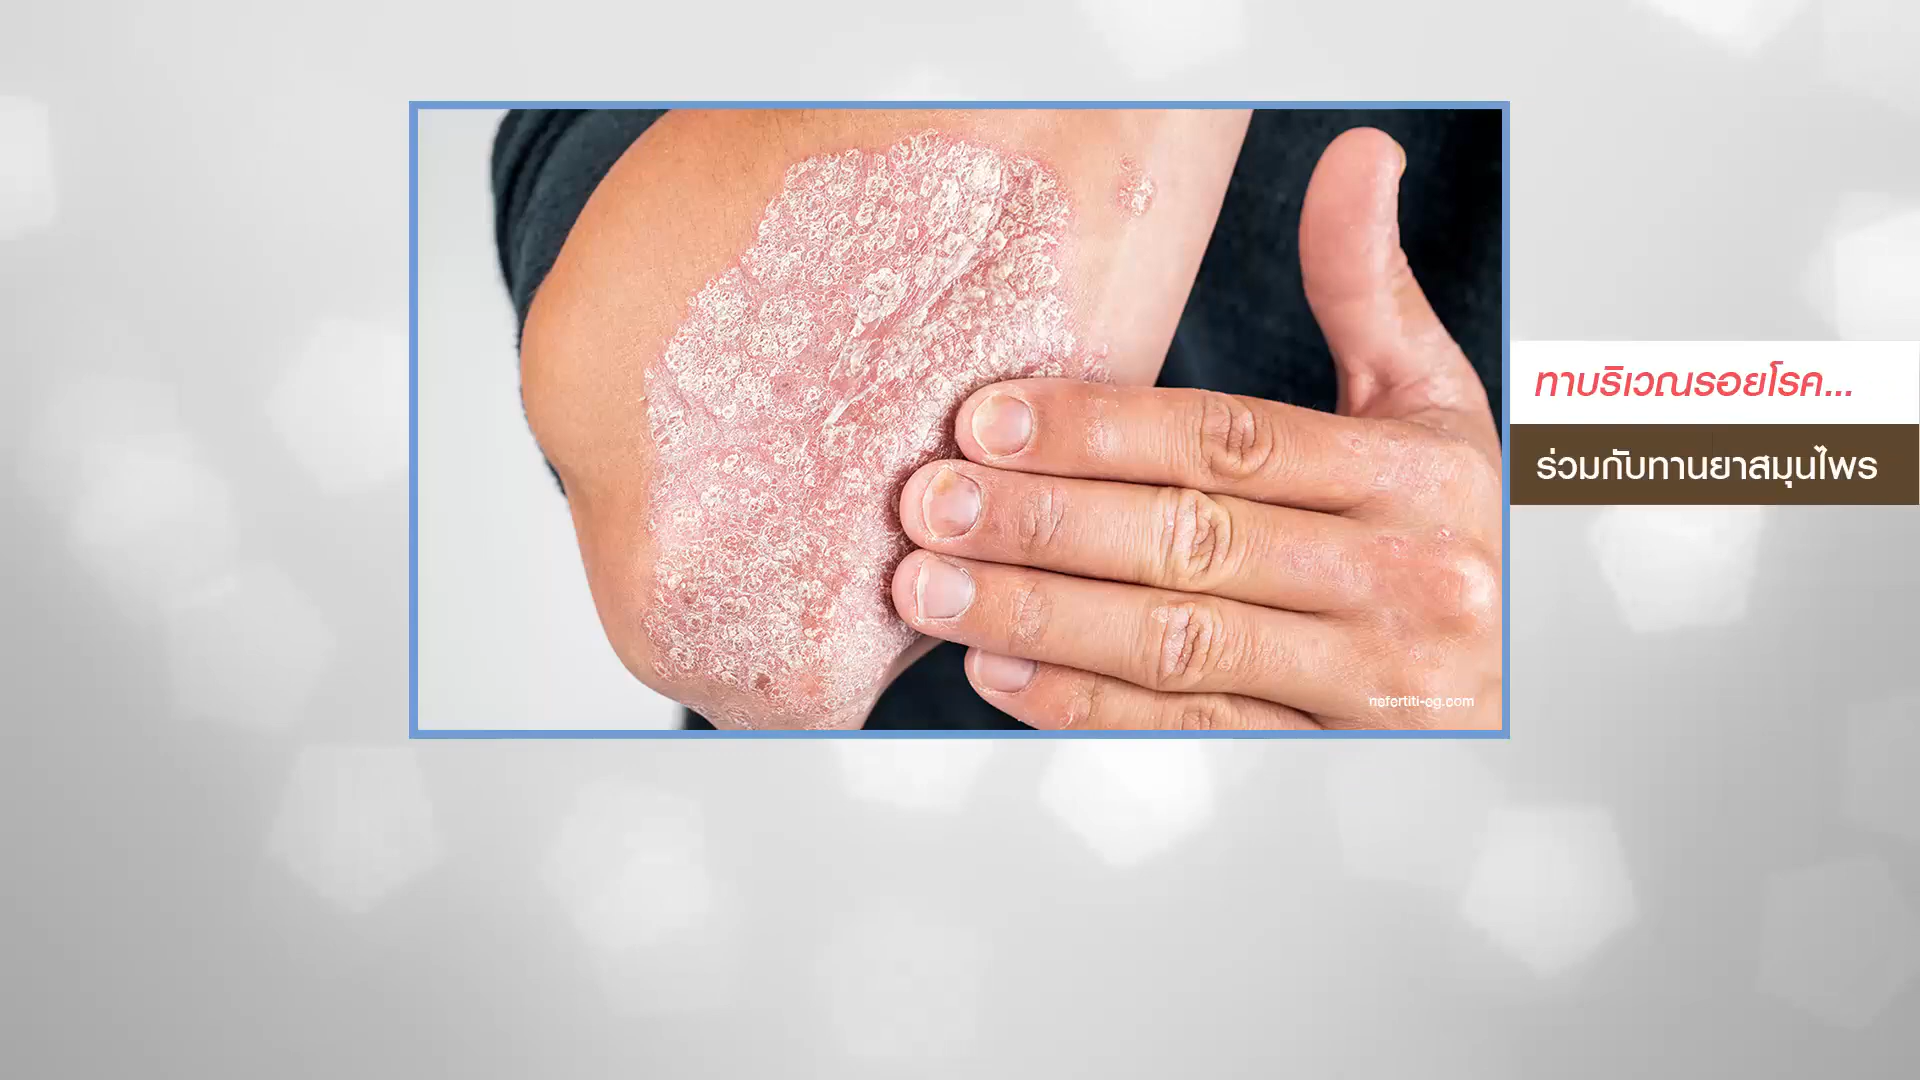 ทาบริเวณรอยโรค...
ร่วมกับทานยาสมุนไพร
nefertiti-eg.com